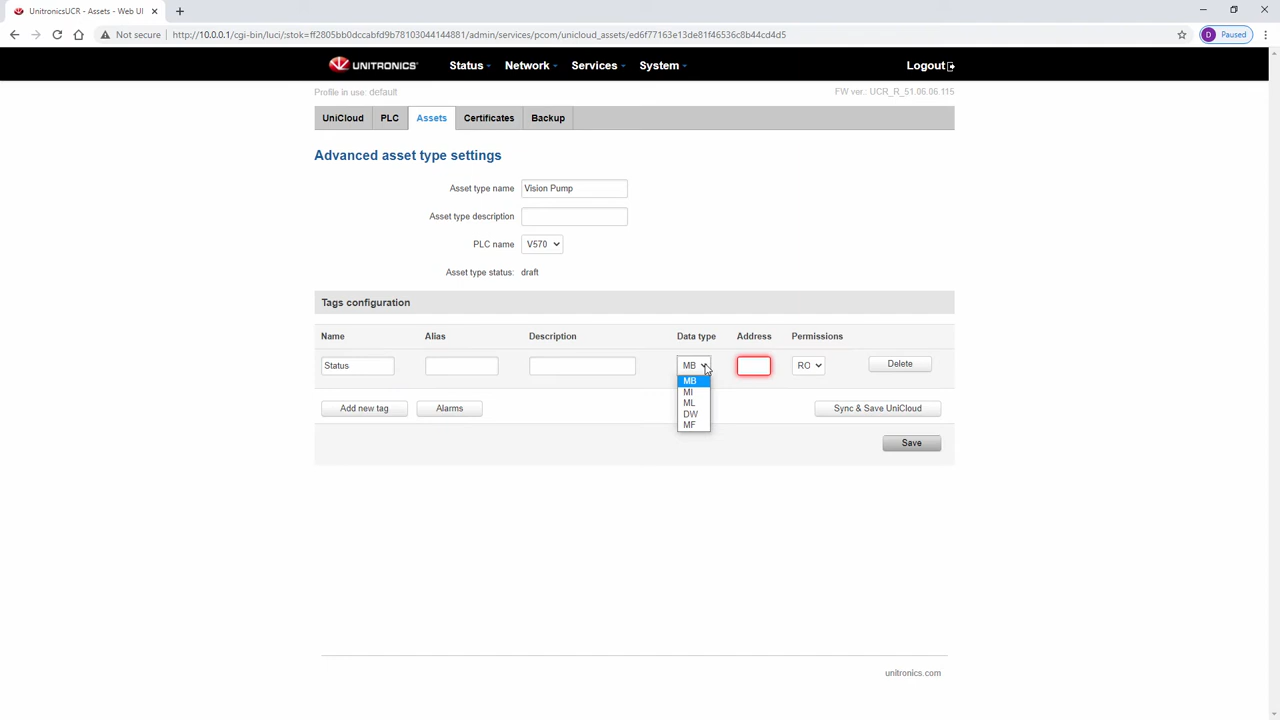 UnitronicsUCR - Assets - Web UI
Not secure http://10.0.0.1/cgi-bin/luci/;stok=ff2805bb0dccabfd9b78103044144881/admin/services/pcom/unicloud_assets/ed6f77163e13de81f46536c8b44cd4d5
D Paused
UNITRONICS Status Network Services System Logout
Profile in use: default FW ver.: UCR_R_51.06.06.115
UniCloud PLC Assets Certificates Backup
Advanced asset type settings
Asset type name Vision Pump
Asset type description
PLC name V570
Asset type status: draft
Tags configuration
Name Alias Description Data type Address Permissions
Status MB RO Delete
MB
MI
ML
DW
MF
Add new tag Alarms Sync & Save UniCloud
Save
unitronics.com